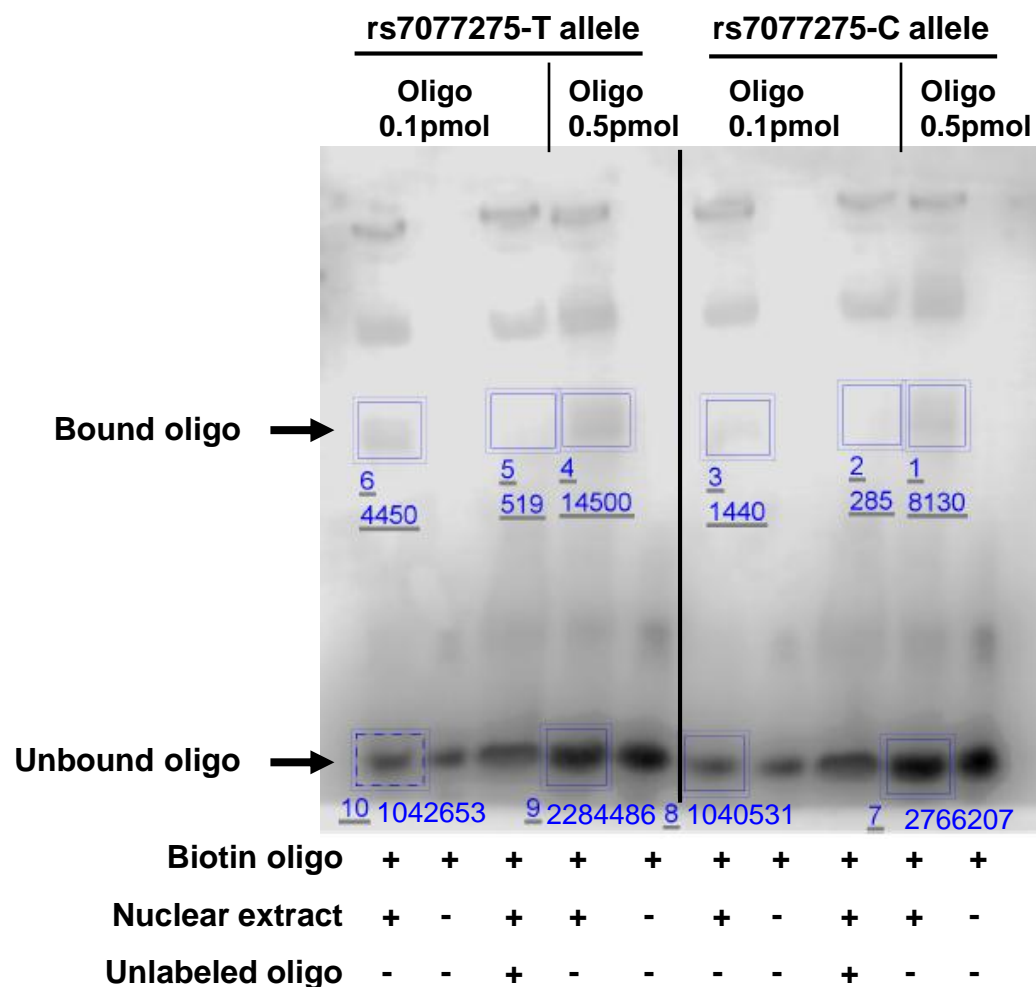 rs7077275-T allele rs7077275-C allele
Oligo Oligo Oligo Oligo
0.1pmol 0.5pmol 0.1pmol 0.5pmol
Bound oligo
6 5 4 3 2 1
4450 519 14500 1440 285 8130
Unbound oligo
10 1042653 9 2284486 8 1040531 7 2766207
Biotin oligo + + + + + + + + + +
Nuclear extract + - + + - + - + + -
Unlabeled oligo - - + - - - - + - -